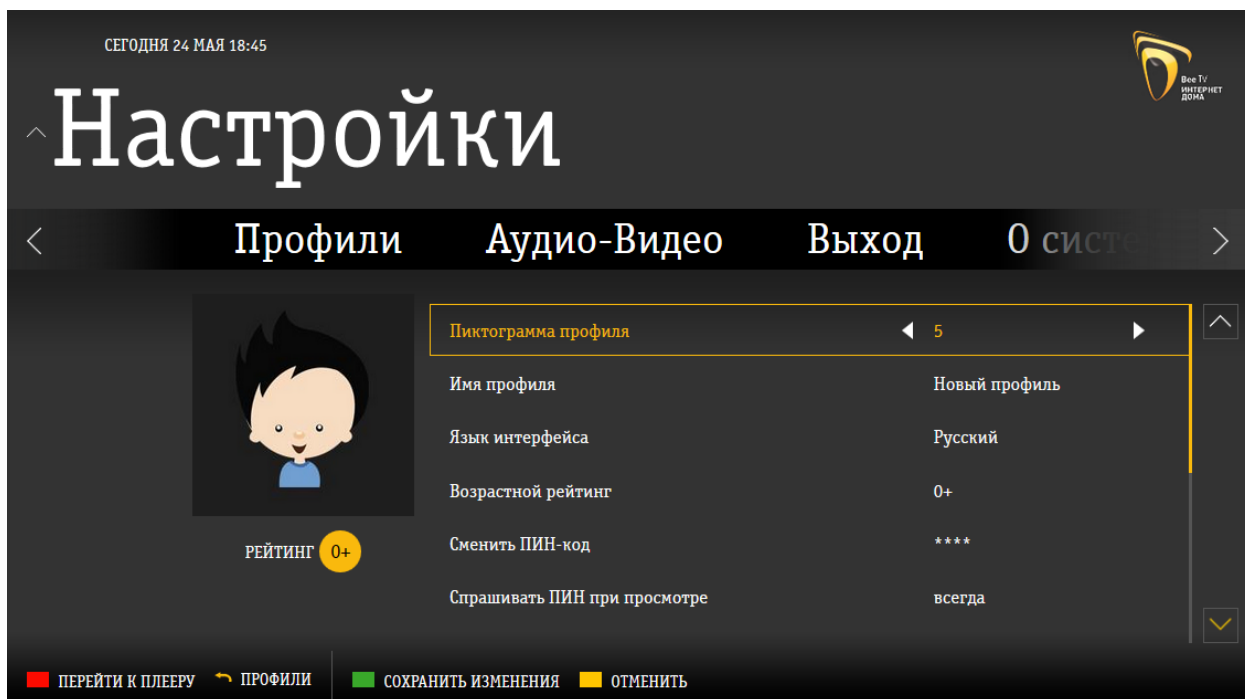 СЕГОДНЯ 24 МАЯ 18:45
Bee TV
ИНТЕРНЕТ
ДОМА
Настройки
Профили Аудио-Видео Выход О систем
Пиктограмма профиля 5
Имя профиля Новый профиль
Язык интерфейса Русский
Возрастной рейтинг 0+
Сменить ПИН-код ****
Спрашивать ПИН при просмотре всегда
РЕЙТИНГ 0+
ПЕРЕЙТИ К ПЛЕЕРУ ПРОФИЛИ СОХРАНИТЬ ИЗМЕНЕНИЯ ОТМЕНИТЬ